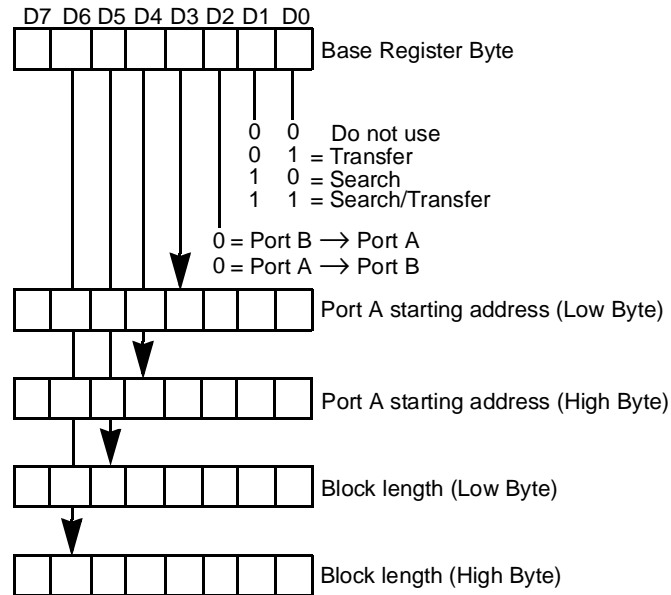 D7 D6 D5 D4 D3 D2 D1 D0
Base Register Byte
0 0 Do not use
0 1 = Transfer
1 0 = Search
1 1 = Search/Transfer
0 = Port B → Port A
0 = Port A → Port B
Port A starting address (Low Byte)
Port A starting address (High Byte)
Block length (Low Byte)
Block length (High Byte)